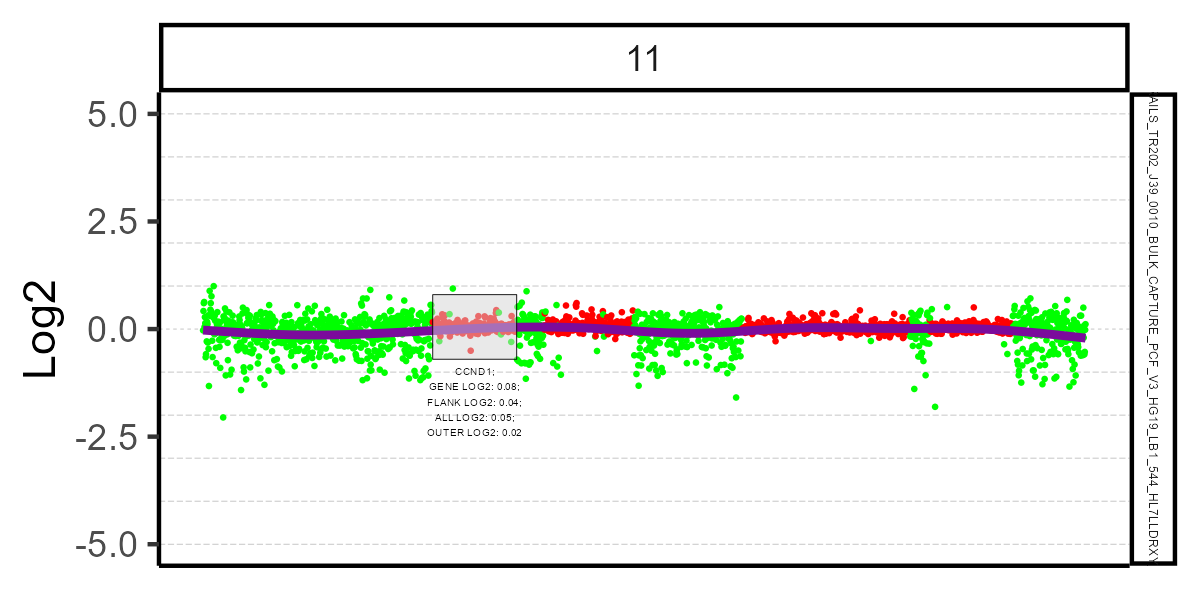 11
Log2
5.0
2.5
0.0
-2.5
-5.0
CCND1;
GENE LOG2: 0.08;
FLANK LOG2: 0.04;
ALL LOG2: 0.05;
OUTER LOG2: 0.02
AILS_TR202_J39_0010_BULK_CAPTURE_PCF_V3_HG19_LB1_544_HL7LLDRXY